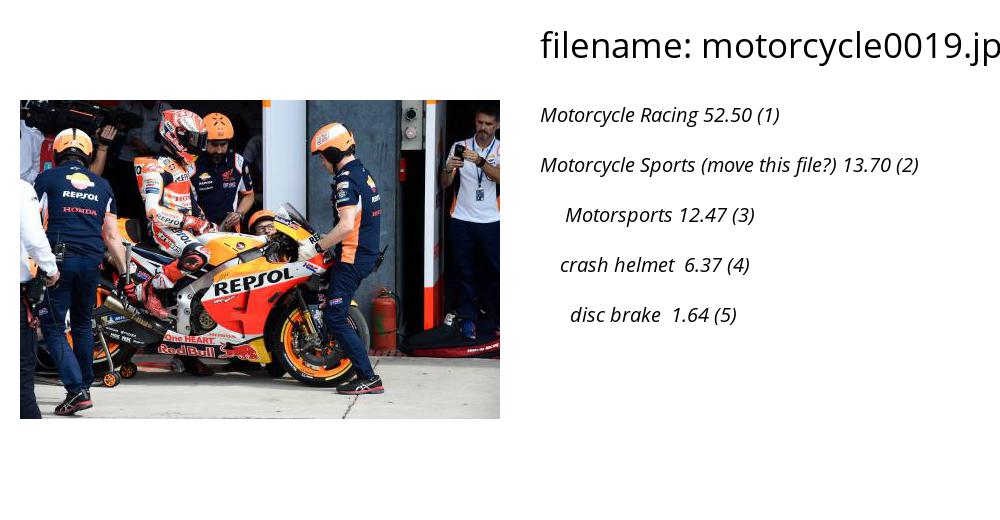 filename: motorcycle0019.jp
Motorcycle Racing 52.50 (1)
Motorcycle Sports (move this file?) 13.70 (2)
Motorsports 12.47 (3)
crash helmet 6.37 (4)
disc brake 1.64 (5)
REPSOL
HONDA
REPSOL
One HEART.
Red Bull